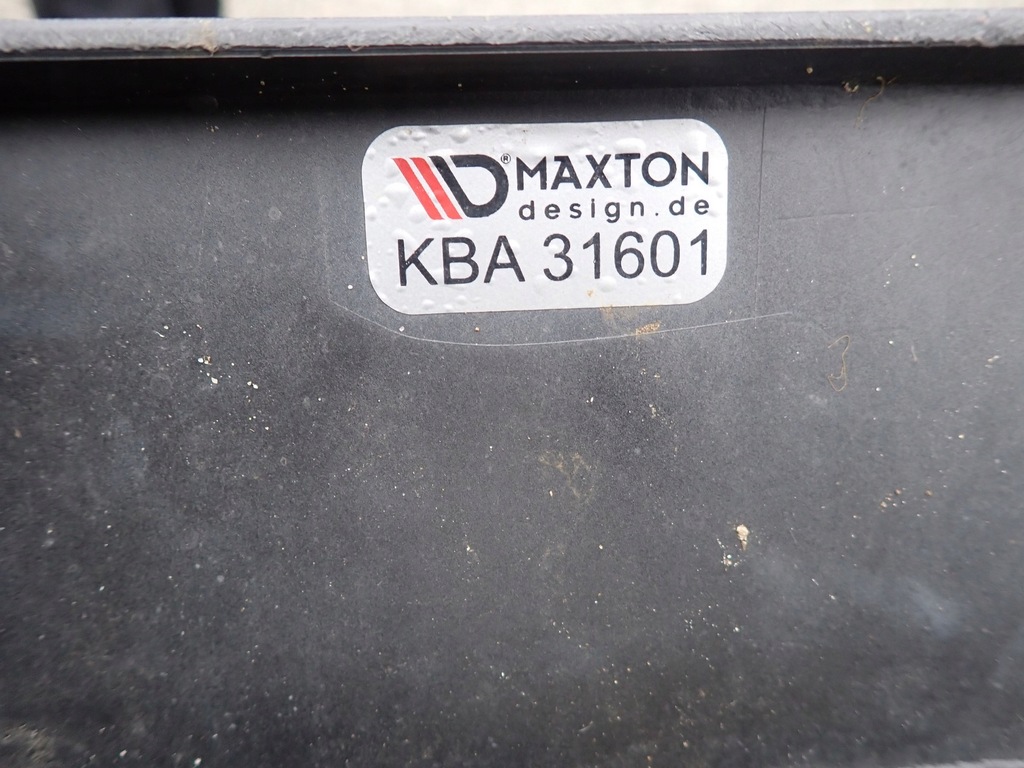 ® MAXTON
design.de
KBA 31601